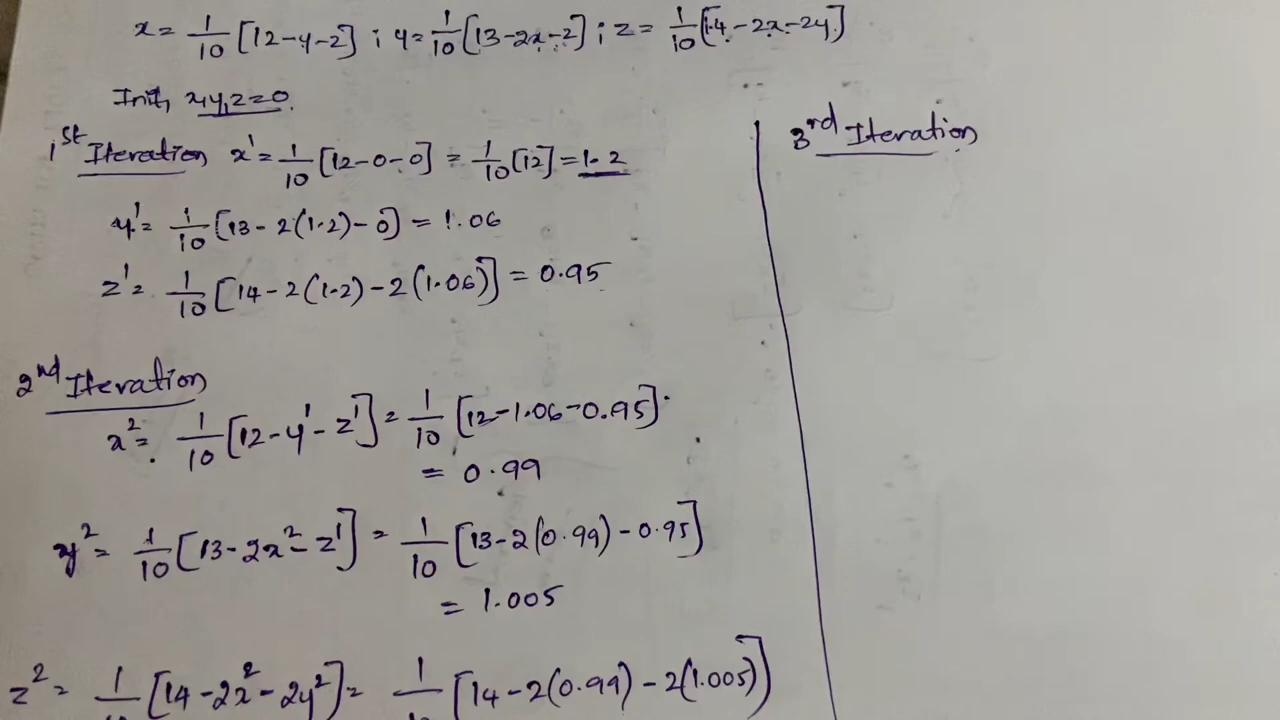 x = 1/10 [12-y-z] ; y = 1/10 [13-2x-z] ; z = 1/10 [14-2x-2y]
Init, x,y,z=0.
1st Iteration x¹ = 1/10 [12-0-0] = 1/10 [12] = 1.2
y¹ = 1/10 [13-2(1.2)-0] = 1.06
z¹ = 1/10 [14-2(1.2)-2(1.06)] = 0.95
2nd Iteration
x² = 1/10 [12-y¹-z¹] = 1/10 [12-1.06-0.95]
= 0.99
y² = 1/10 [13-2x²-z¹] = 1/10 [13-2(0.99)-0.95]
= 1.005
z² = 1/10 [14-2x²-2y²] = 1/10 [14-2(0.99)-2(1.005)]
3rd Iteration